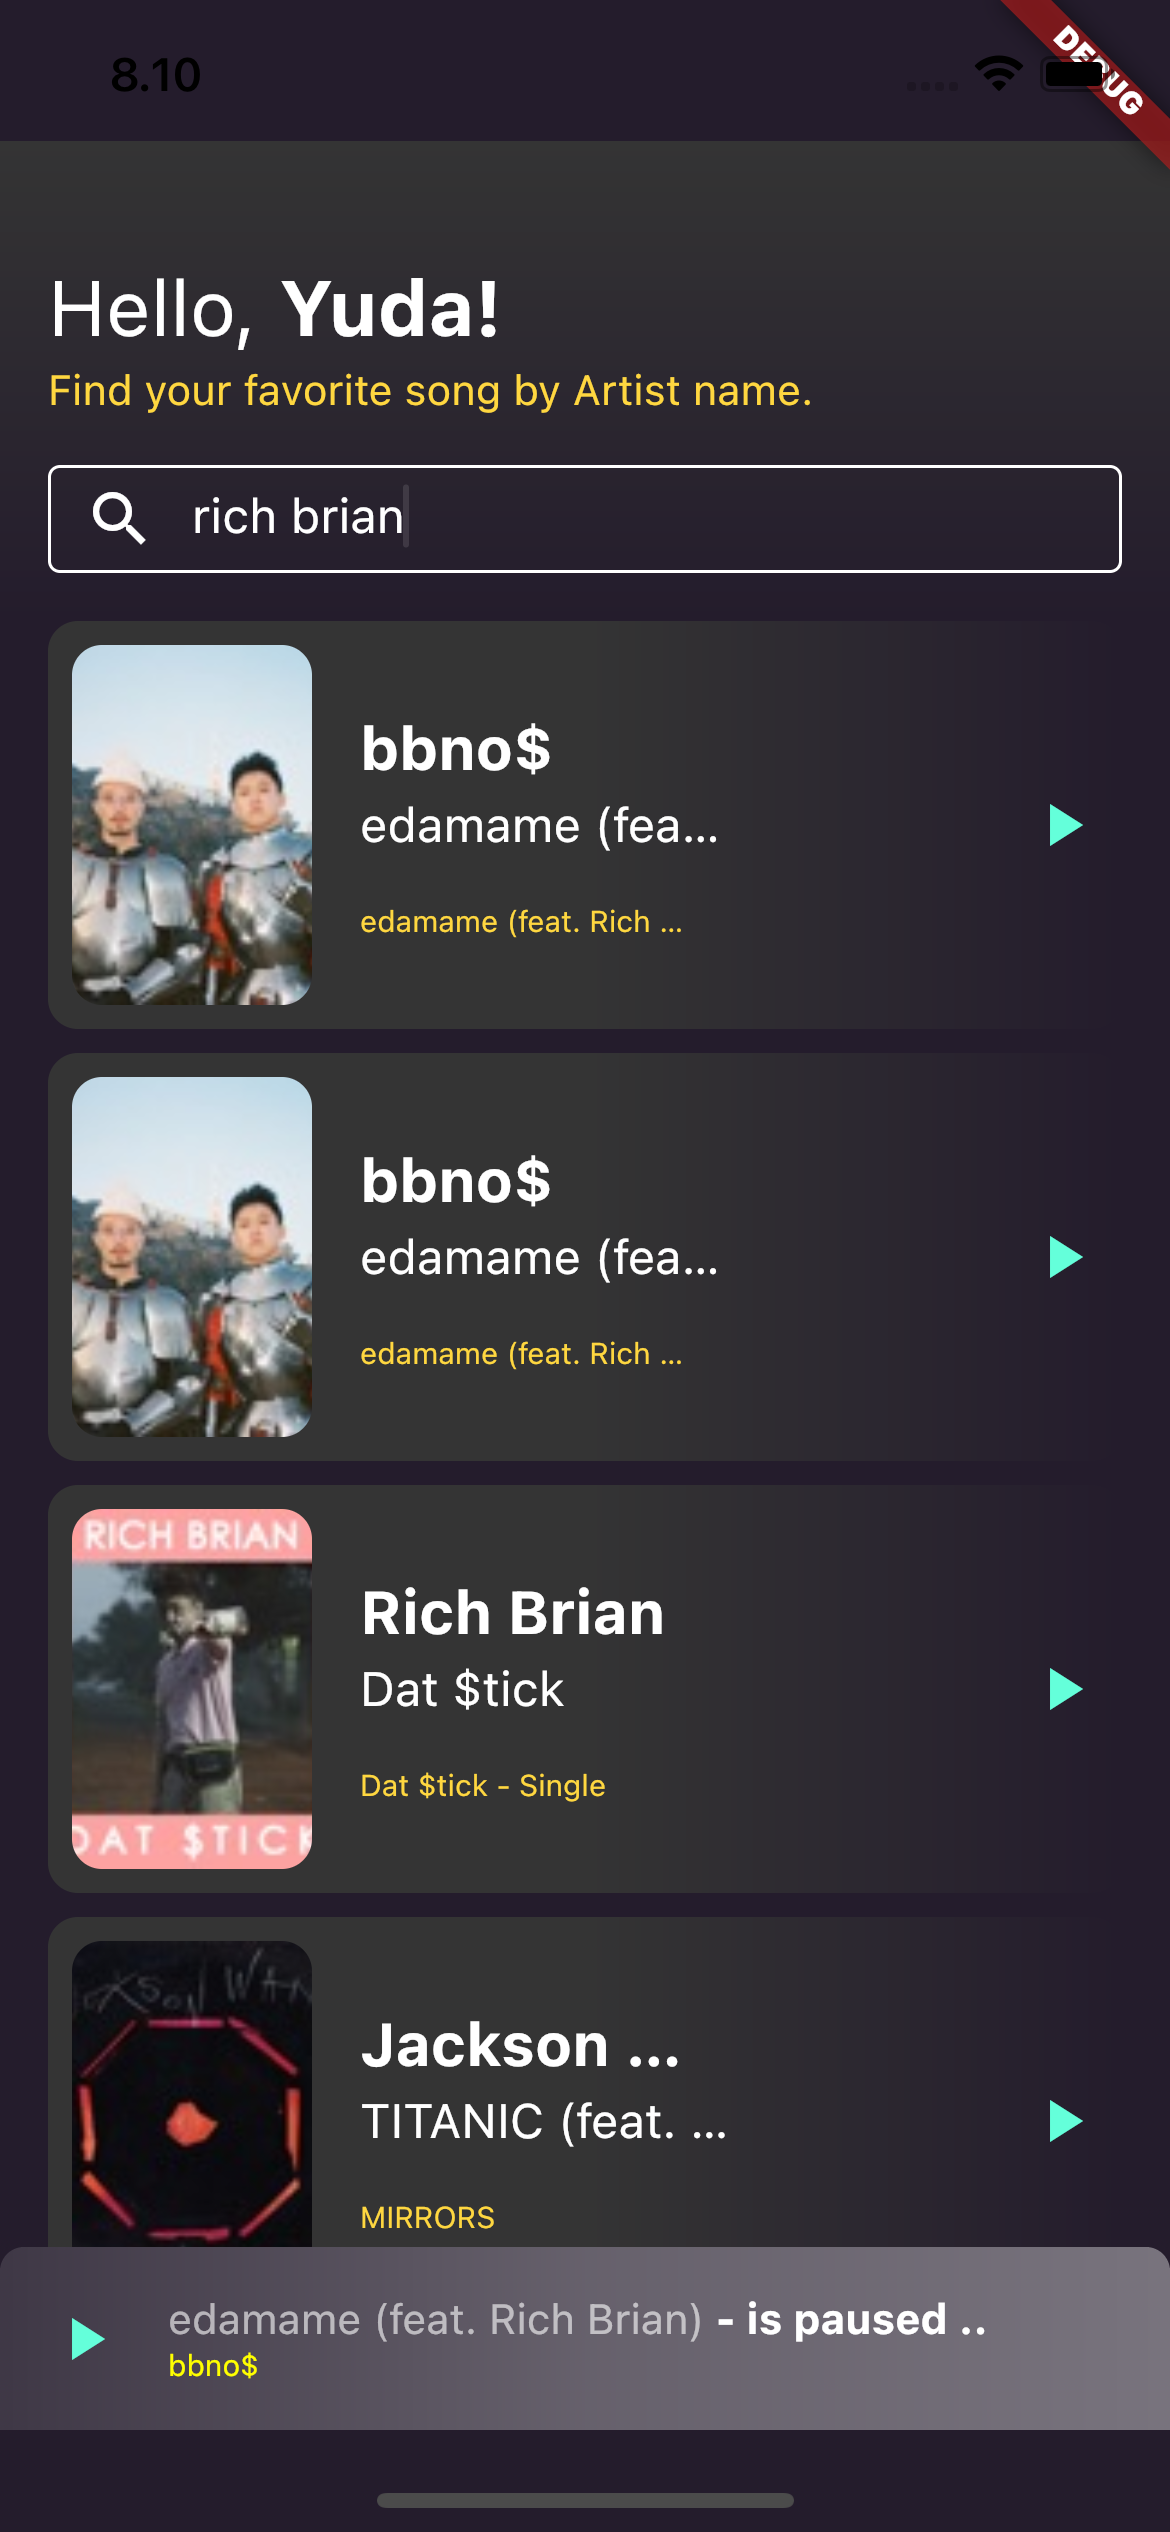 8.10
DEBUG
Hello, Yuda!
Find your favorite song by Artist name.
rich brian
bbno$
edamame (fea...
edamame (feat. Rich ...
bbno$
edamame (fea...
edamame (feat. Rich ...
RICH BRIAN
DAT $TICK
Rich Brian
Dat $tick
Dat $tick - Single
Jackson ...
TITANIC (feat. ...
MIRRORS
edamame (feat. Rich Brian) - is paused ..
bbno$